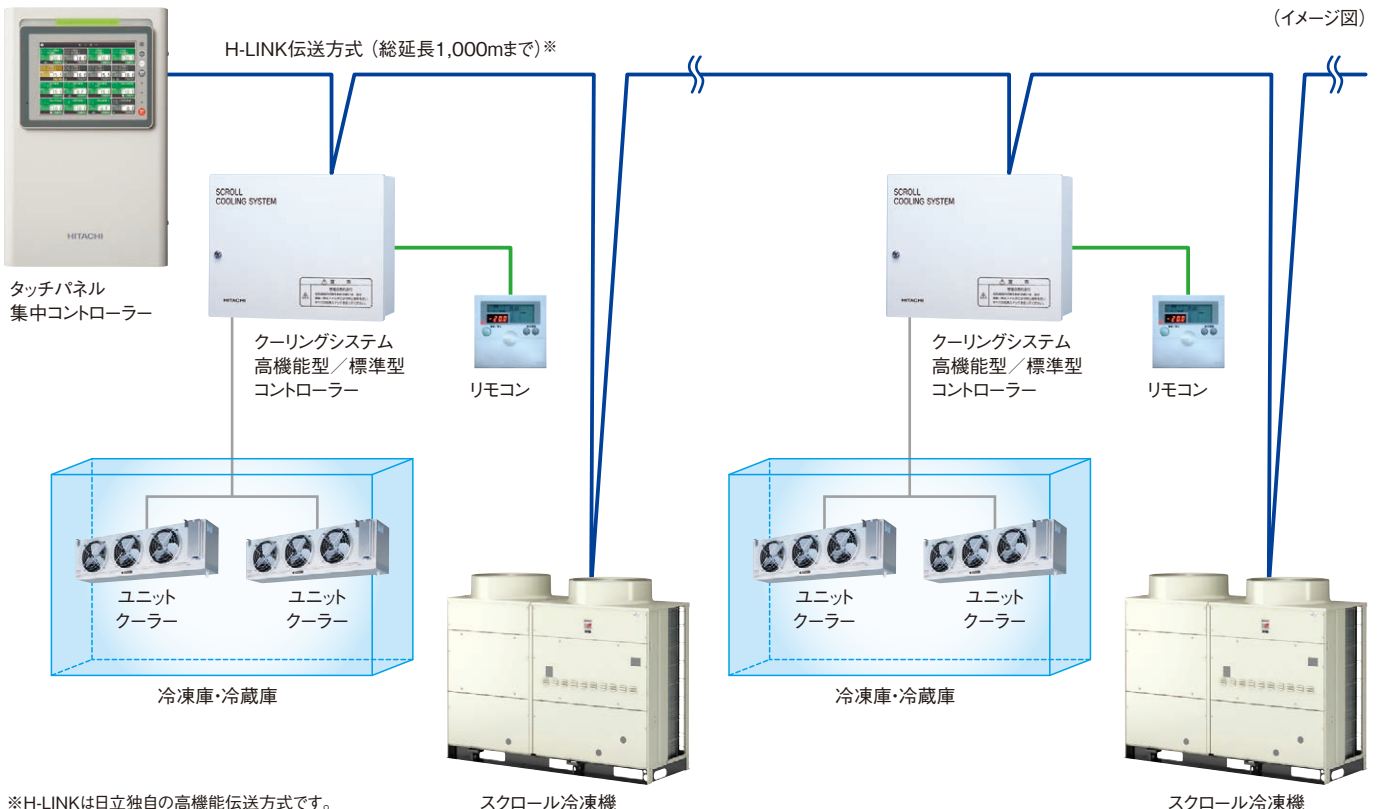 (イメージ図)
H-LINK伝送方式(総延長1,000mまで)※
HITACHI
タッチパネル
集中コントローラー
SCROLL
COOLING SYSTEM
HITACHI
クーリングシステム
高機能型/標準型
コントローラー
-20.0
リモコン
SCROLL
COOLING SYSTEM
HITACHI
クーリングシステム
高機能型/標準型
コントローラー
-20.0
リモコン
ユニット
クーラー
ユニット
クーラー
ユニット
クーラー
ユニット
クーラー
冷凍庫・冷蔵庫
冷凍庫・冷蔵庫
※H-LINKは日立独自の高機能伝送方式です。
スクロール冷凍機
スクロール冷凍機